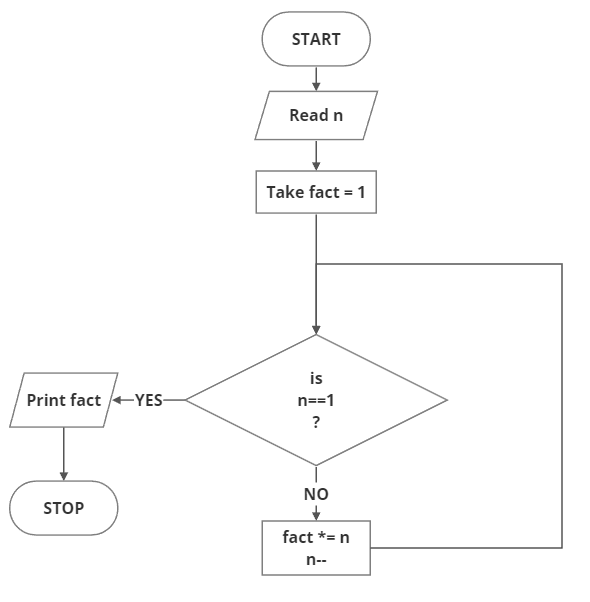 START
Read n
Take fact = 1
is
n==1
?
YES
Print fact
STOP
NO
fact *= n
n--